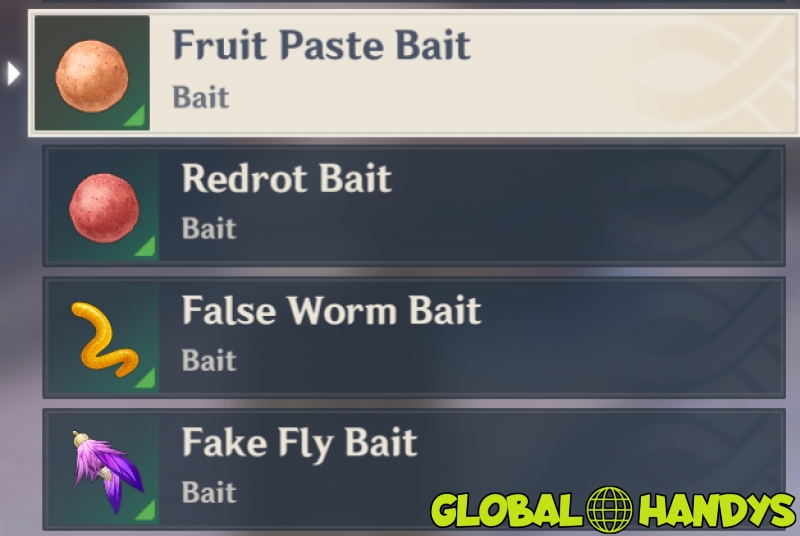 Fruit Paste Bait
Bait
Redrot Bait
Bait
False Worm Bait
Bait
Fake Fly Bait
Bait
GLOBAL HANDYS